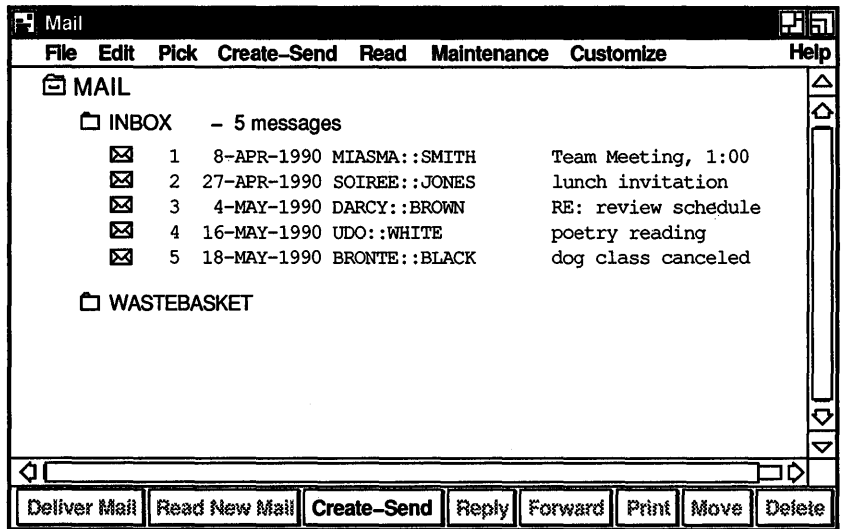 Mail
File Edit Pick Create–Send Read Maintenance Customize Help
MAIL
INBOX – 5 messages
1 8-APR-1990 MIASMA::SMITH Team Meeting, 1:00
2 27-APR-1990 SOIREE::JONES lunch invitation
3 4-MAY-1990 DARCY::BROWN RE: review schedule
4 16-MAY-1990 UDO::WHITE poetry reading
5 18-MAY-1990 BRONTE::BLACK dog class canceled
WASTEBASKET
Deliver Mail Read New Mail Create–Send Reply Forward Print Move Delete